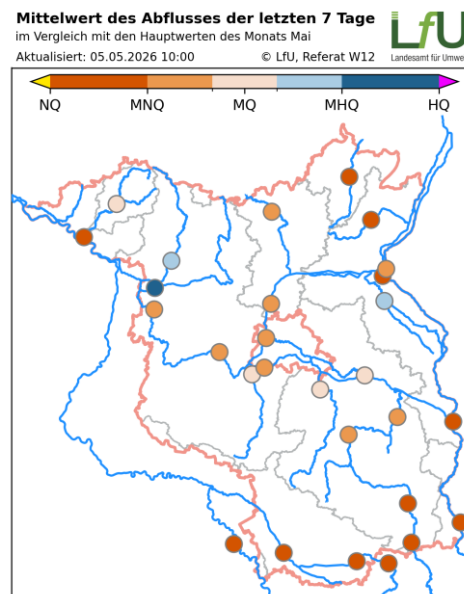 Mittelwert des Abflusses der letzten 7 Tage
im Vergleich mit den Hauptwerten des Monats Mai
Aktualisiert: 05.05.2026 10:00 © LfU, Referat W12
LfU
Landesamt für Umwe
NQ MNQ MQ MHQ HQ